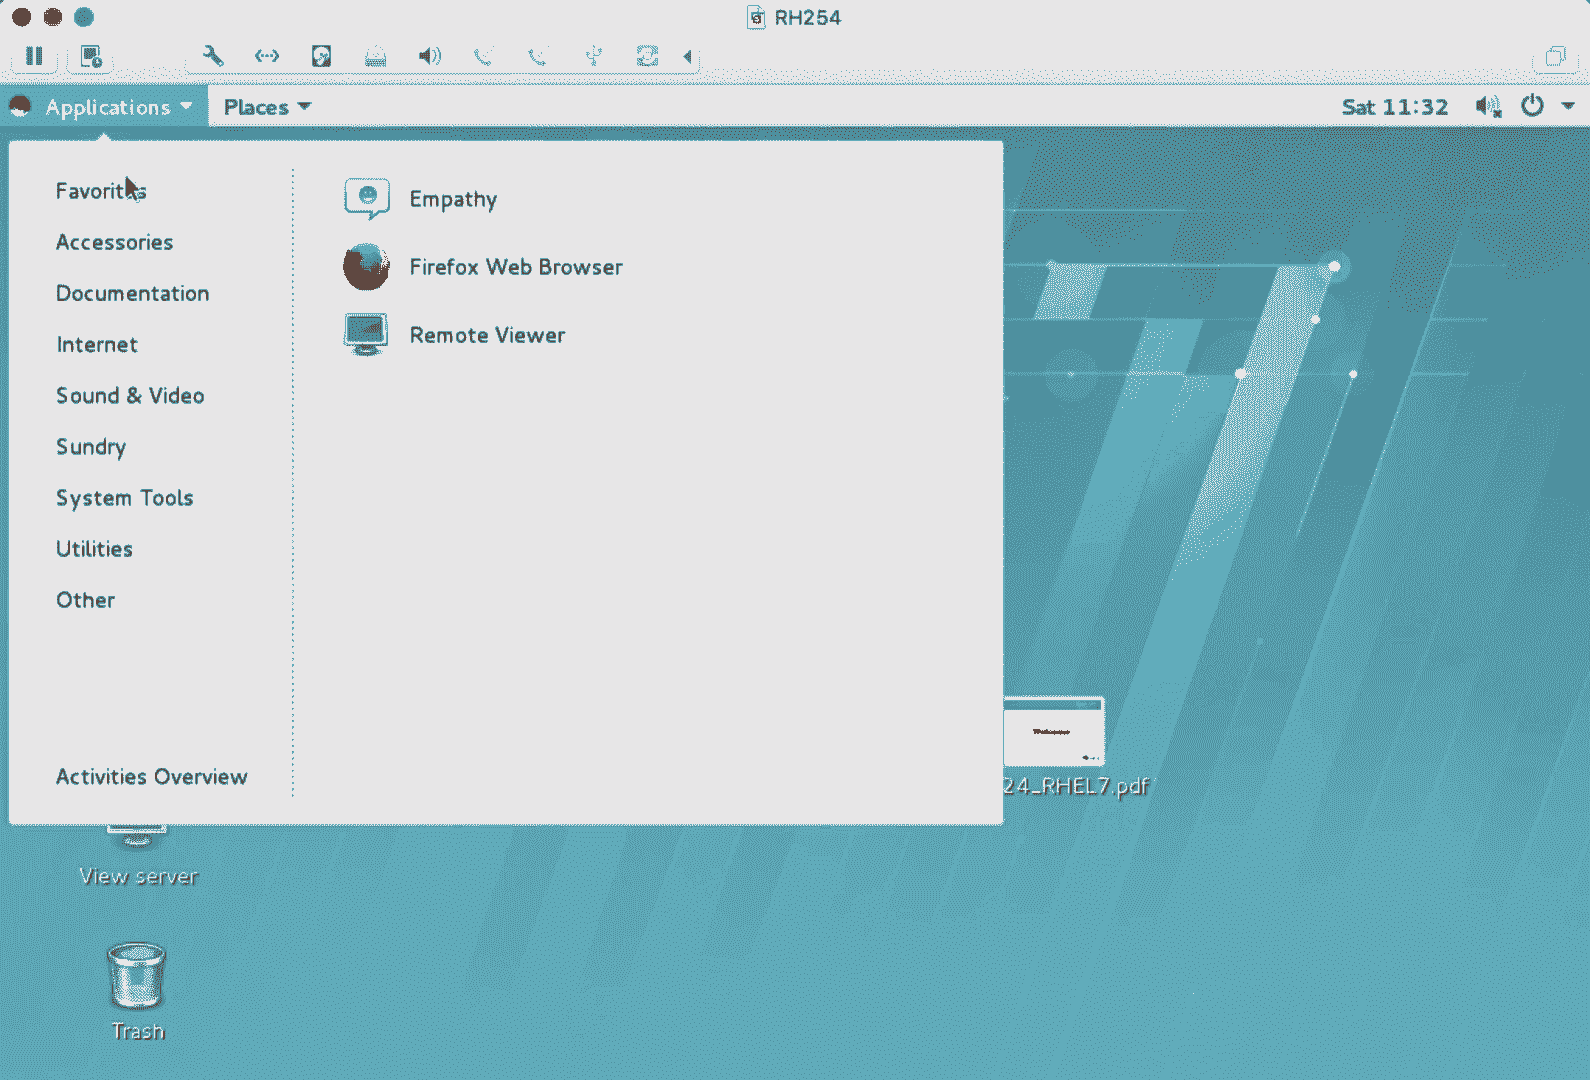 RH254
Applications Places Sat 11:32
Favorites
Accessories
Documentation
Internet
Sound & Video
Sundry
System Tools
Utilities
Other
Activities Overview
Empathy
Firefox Web Browser
Remote Viewer
Welcome
24_RHEL7.pdf
View server
Trash